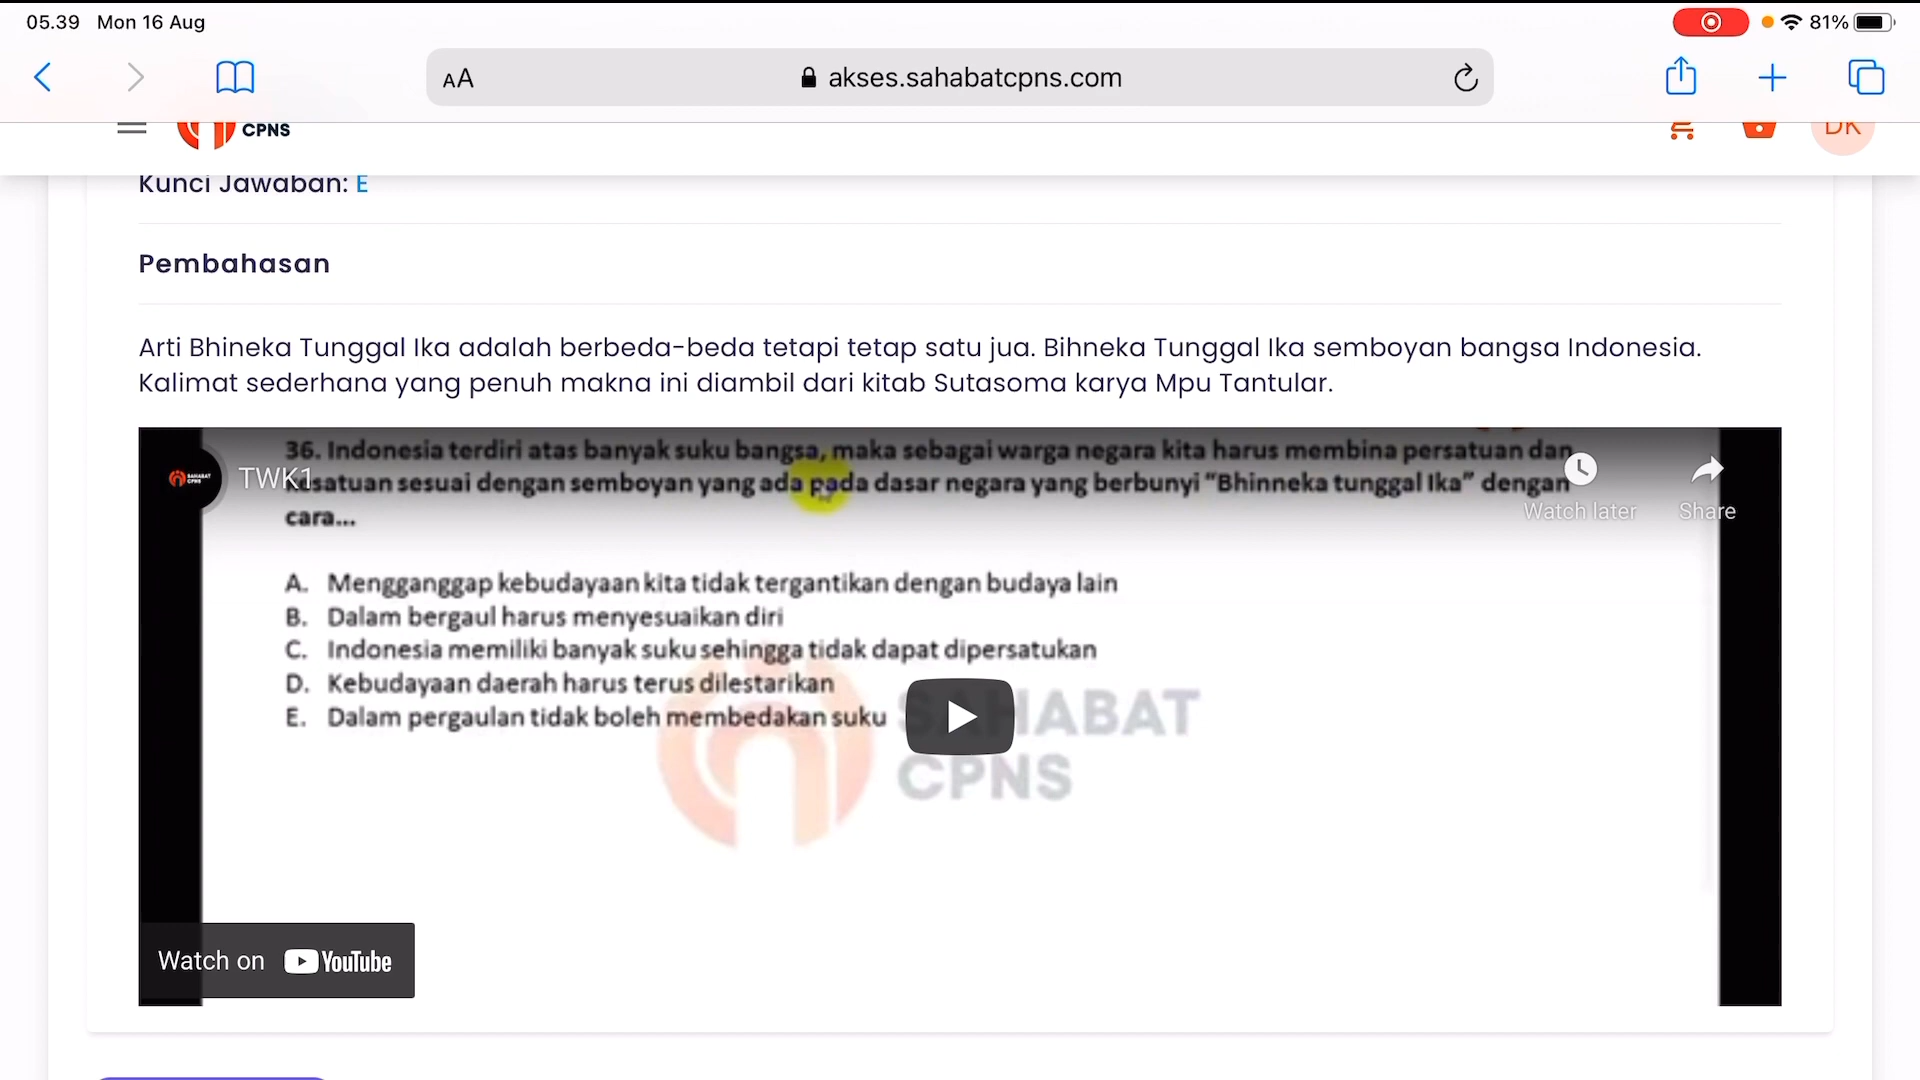 05.39 Mon 16 Aug
81%
AA
akses.sahabatcpns.com
CPNS
DK
Kunci Jawaban: E
Pembahasan
Arti Bhineka Tunggal Ika adalah berbeda-beda tetapi tetap satu jua. Bihneka Tunggal Ika semboyan bangsa Indonesia.
Kalimat sederhana yang penuh makna ini diambil dari kitab Sutasoma karya Mpu Tantular.
36. Indonesia terdiri atas banyak suku bangsa, maka sebagai warga negara kita harus membina persatuan dan
SAHABAT
CPNS
TWK1
satuan sesuai dengan semboyan yang ada pada dasar negara yang berbunyi “Bhinneka tunggal Ika” dengan
cara...
Watch later
Share
A. Mengganggap kebudayaan kita tidak tergantikan dengan budaya lain
B. Dalam bergaul harus menyesuaikan diri
C. Indonesia memiliki banyak suku sehingga tidak dapat dipersatukan
D. Kebudayaan daerah harus terus dilestarikan
E. Dalam pergaulan tidak boleh membedakan suku
SAHABAT
CPNS
Watch on YouTube